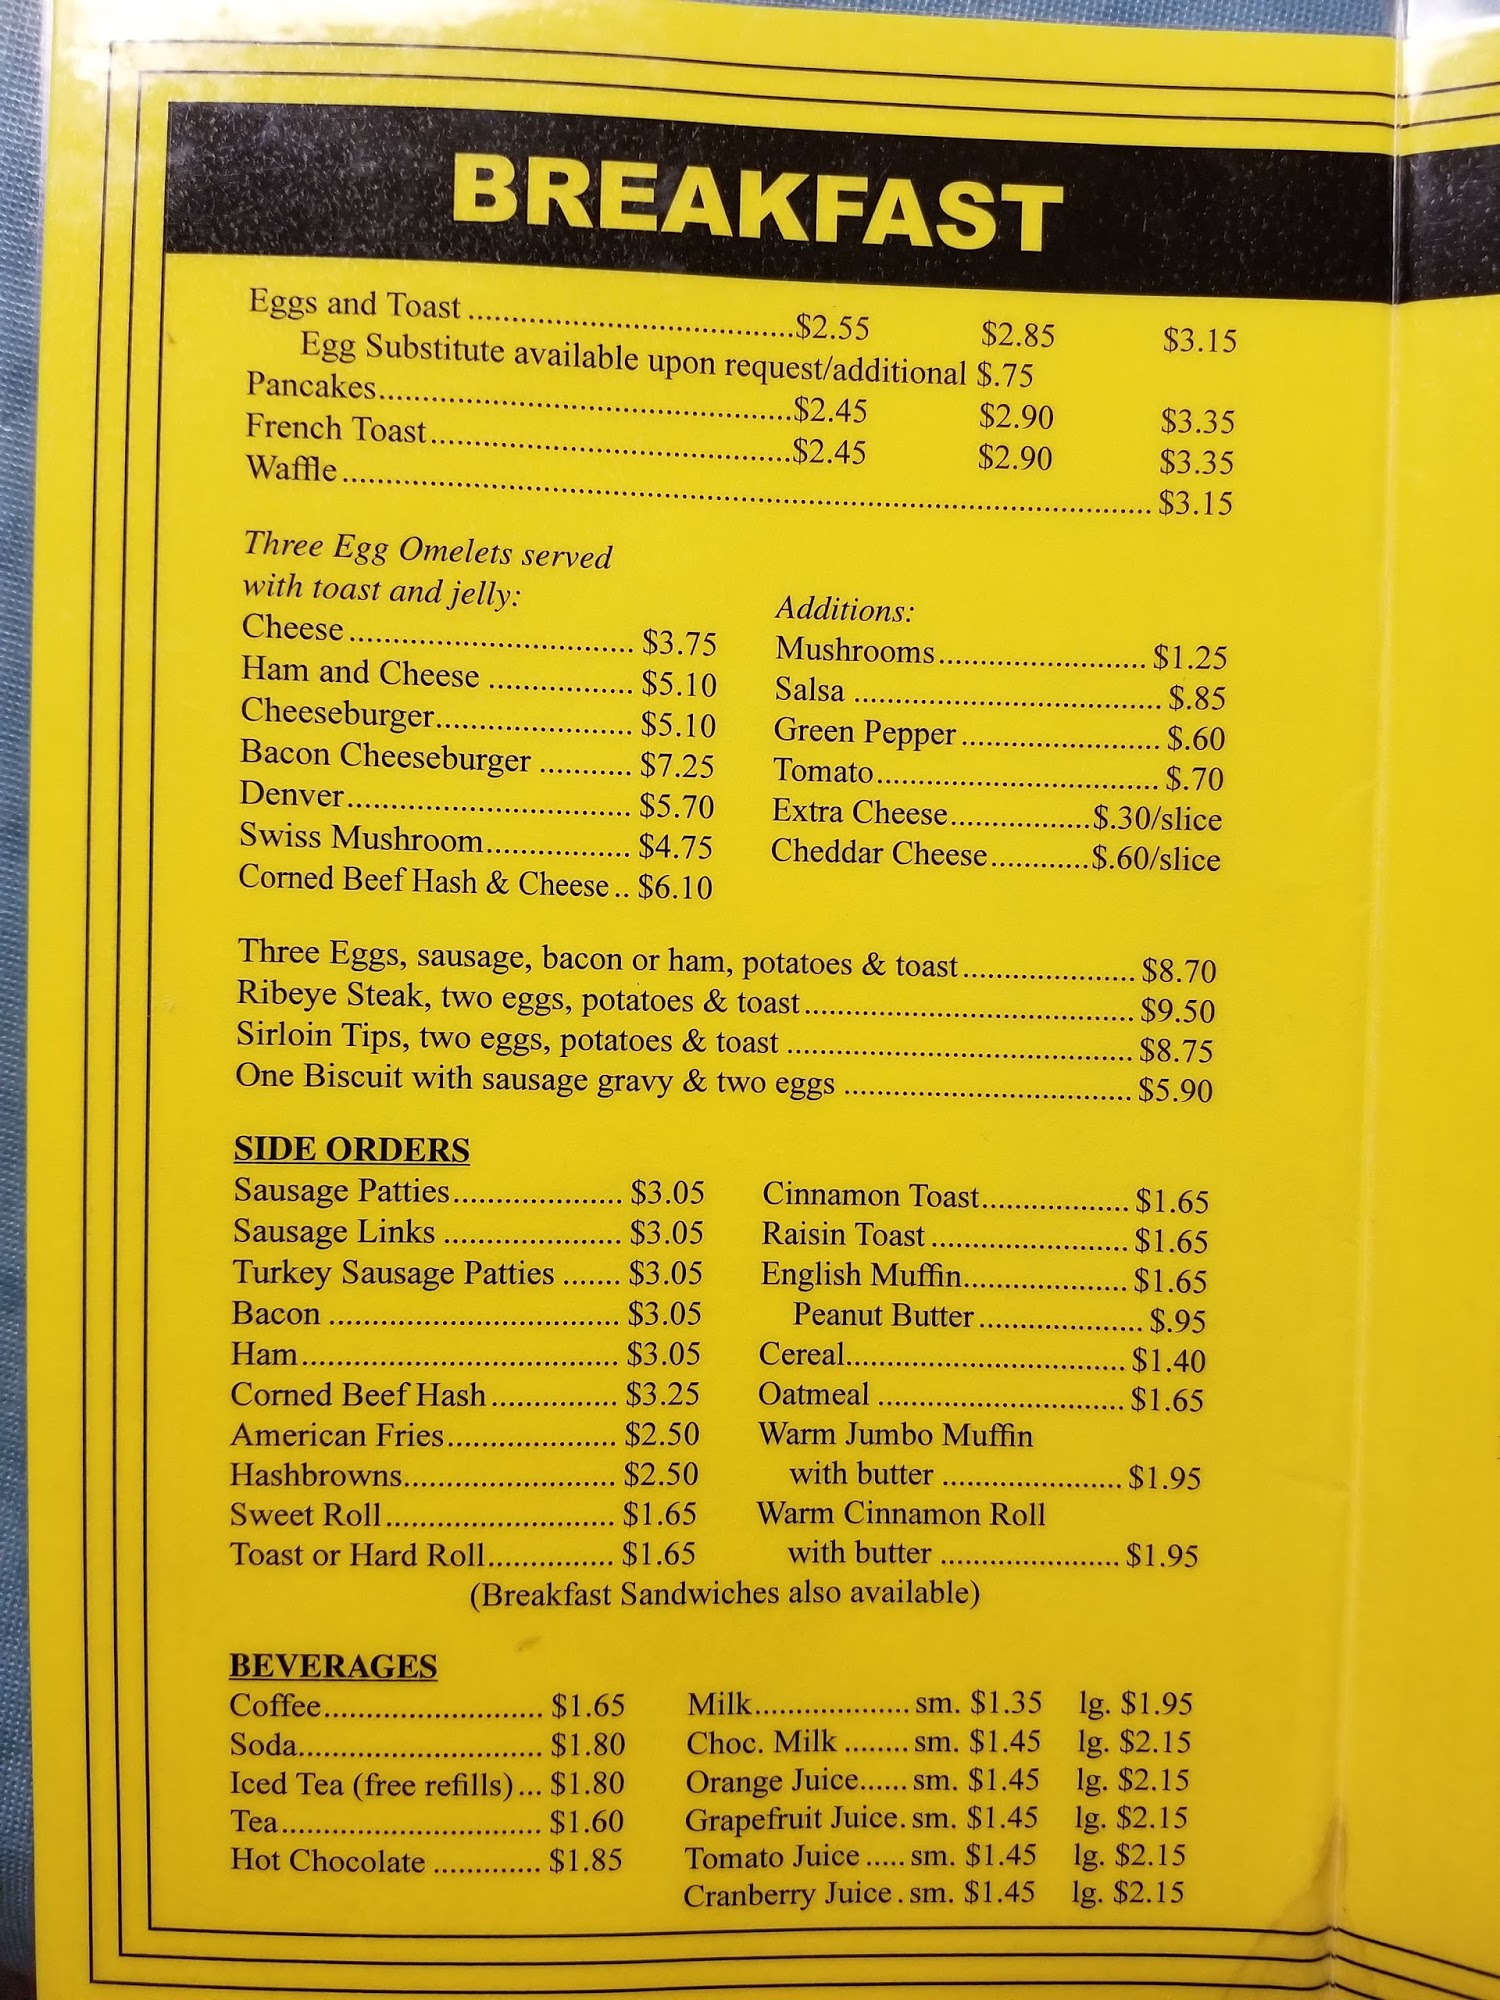 BREAKFAST
Eggs and Toast ..................................$2.55 $2.85 $3.15
Egg Substitute available upon request/additional $.75
Pancakes...........................................$2.45 $2.90 $3.35
French Toast......................................$2.45 $2.90 $3.35
Waffle ..................................................................................... $3.15
Three Egg Omelets served
with toast and jelly:
Cheese ................................. $3.75
Ham and Cheese ................. $5.10
Cheeseburger....................... $5.10
Bacon Cheeseburger ........... $7.25
Denver................................. $5.70
Swiss Mushroom................. $4.75
Corned Beef Hash & Cheese .. $6.10
Additions:
Mushrooms........................ $1.25
Salsa .................................... $.85
Green Pepper ....................... $.60
Tomato................................. $.70
Extra Cheese.................$.30/slice
Cheddar Cheese............$.60/slice
Three Eggs, sausage, bacon or ham, potatoes & toast .................... $8.70
Ribeye Steak, two eggs, potatoes & toast ...................................... $9.50
Sirloin Tips, two eggs, potatoes & toast ........................................ $8.75
One Biscuit with sausage gravy & two eggs ................................. $5.90
SIDE ORDERS
Sausage Patties.................... $3.05
Sausage Links ..................... $3.05
Turkey Sausage Patties ....... $3.05
Bacon .................................. $3.05
Ham..................................... $3.05
Corned Beef Hash ............... $3.25
American Fries.................... $2.50
Hashbrowns......................... $2.50
Sweet Roll ........................... $1.65
Toast or Hard Roll............... $1.65
Cinnamon Toast.................. $1.65
Raisin Toast ....................... $1.65
English Muffin................... $1.65
Peanut Butter ................... $.95
Cereal................................. $1.40
Oatmeal ............................. $1.65
Warm Jumbo Muffin
with butter ..................... $1.95
Warm Cinnamon Roll
with butter ..................... $1.95
(Breakfast Sandwiches also available)
BEVERAGES
Coffee.......................... $1.65
Soda............................. $1.80
Iced Tea (free refills) ... $1.80
Tea............................... $1.60
Hot Chocolate ............. $1.85
Milk................... sm. $1.35 lg. $1.95
Choc. Milk ........ sm. $1.45 lg. $2.15
Orange Juice...... sm. $1.45 lg. $2.15
Grapefruit Juice. sm. $1.45 lg. $2.15
Tomato Juice ..... sm. $1.45 lg. $2.15
Cranberry Juice . sm. $1.45 lg. $2.15